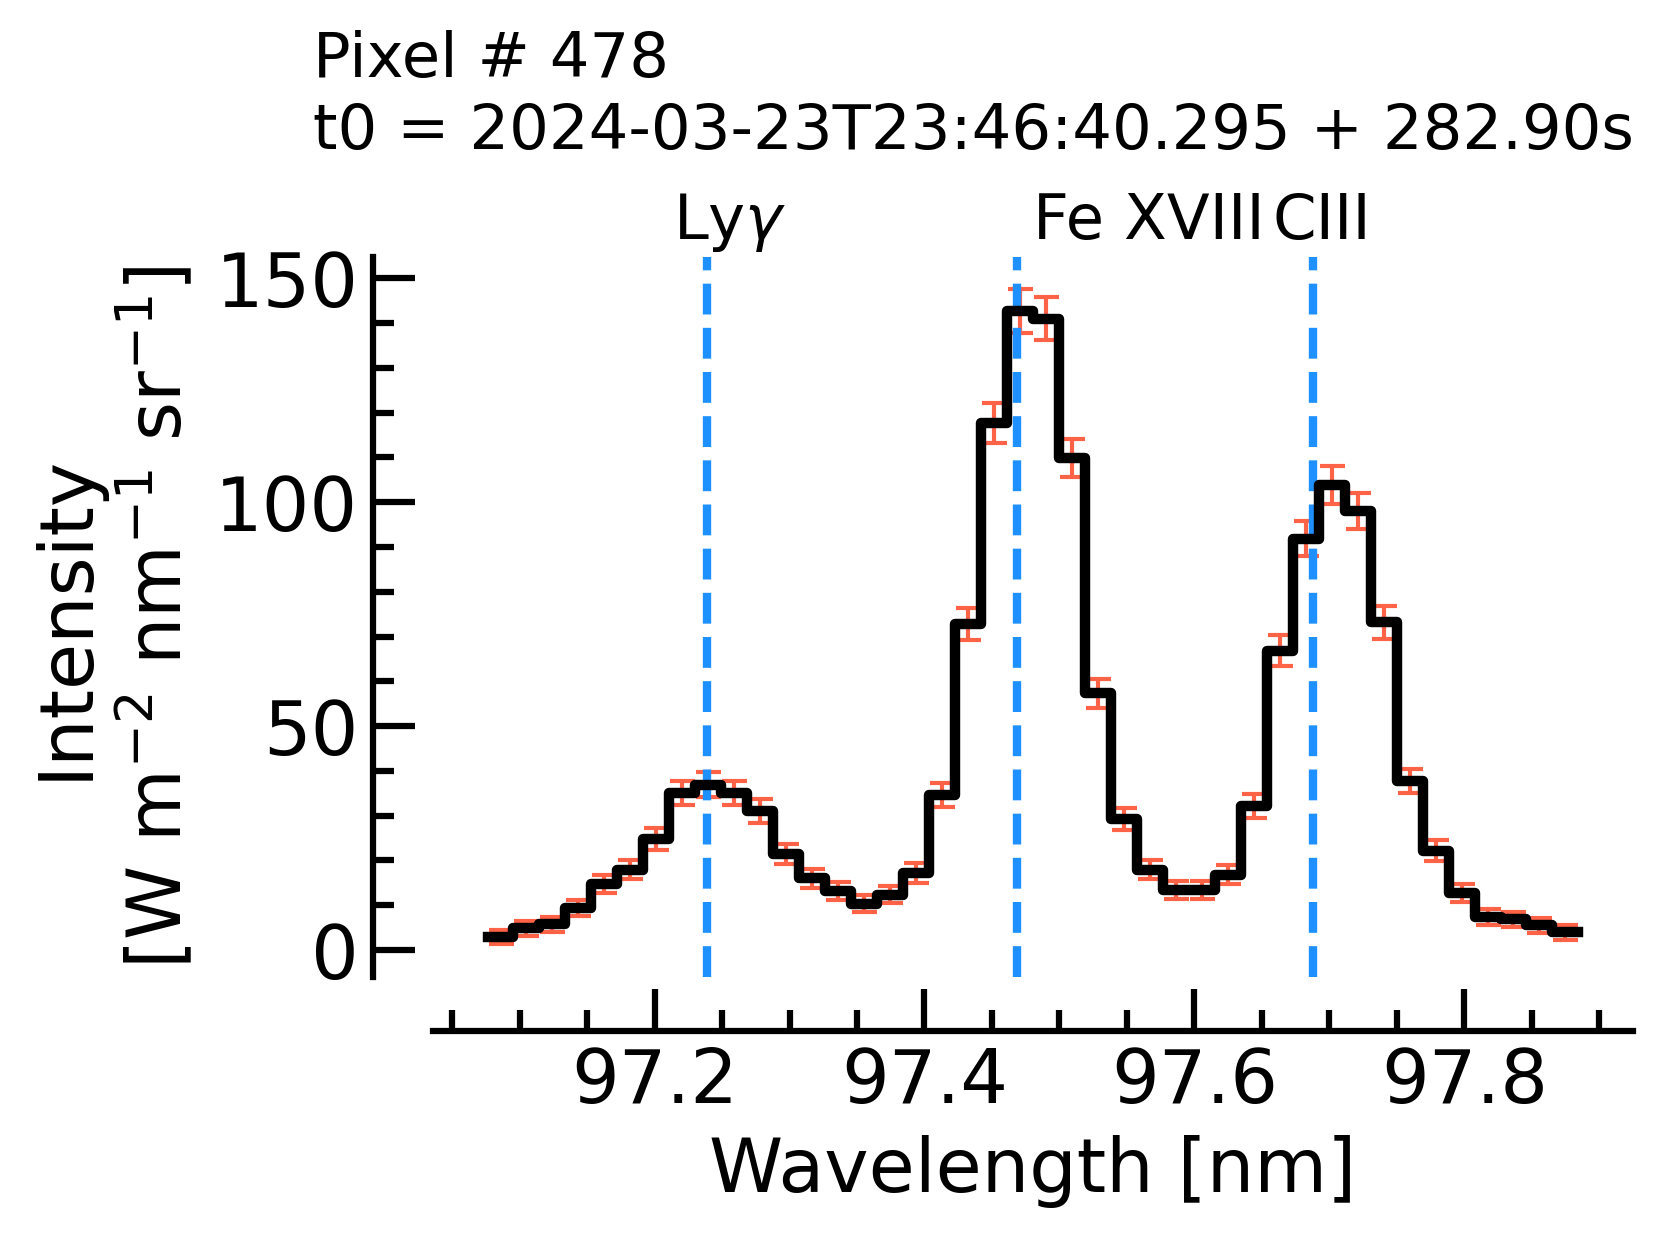 Pixel # 478
t0 = 2024-03-23T23:46:40.295 + 282.90s
Lyγ Fe XVIII CIII
Intensity
[W m⁻² nm⁻¹ sr⁻¹]
150
100
50
0
97.2 97.4 97.6 97.8
Wavelength [nm]